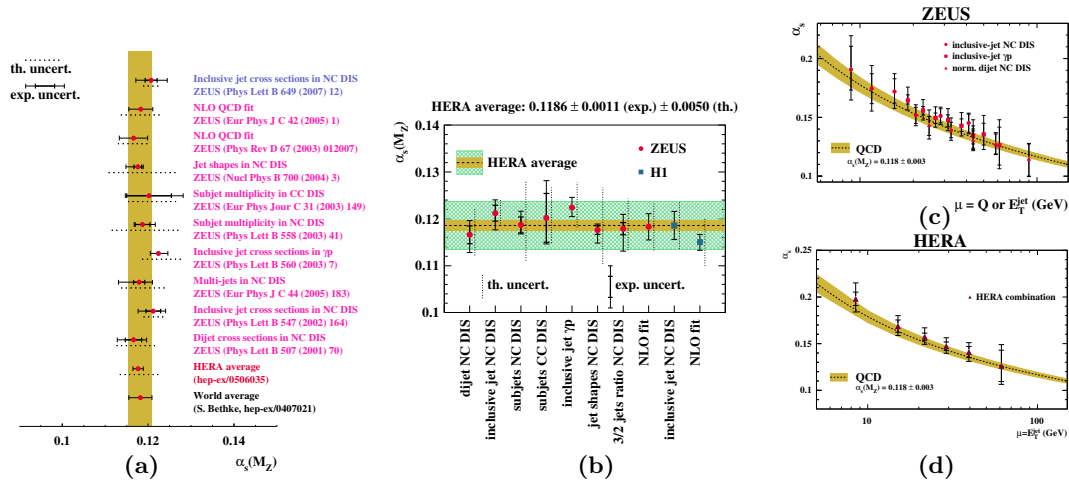 th. uncert.
exp. uncert.
Inclusive jet cross sections in NC DIS
ZEUS (Phys Lett B 649 (2007) 12)
NLO QCD fit
ZEUS (Eur Phys J C 42 (2005) 1)
NLO QCD fit
ZEUS (Phys Rev D 67 (2003) 012007)
Jet shapes in NC DIS
ZEUS (Nucl Phys B 700 (2004) 3)
Subjet multiplicity in CC DIS
ZEUS (Eur Phys Jour C 31 (2003) 149)
Subjet multiplicity in NC DIS
ZEUS (Phys Lett B 558 (2003) 41)
Inclusive jet cross sections in γp
ZEUS (Phys Lett B 560 (2003) 7)
Multi-jets in NC DIS
ZEUS (Eur Phys J C 44 (2005) 183)
Inclusive jet cross sections in NC DIS
ZEUS (Phys Lett B 547 (2002) 164)
Dijet cross sections in NC DIS
ZEUS (Phys Lett B 507 (2001) 70)
HERA average
(hep-ex/0506035)
World average
(S. Bethke, hep-ex/0407021)
0.1 0.12 0.14
αs(MZ)
(a)
HERA average: 0.1186 ± 0.0011 (exp.) ± 0.0050 (th.)
αs(MZ)
0.14
0.13
0.12
0.11
0.1
HERA average
ZEUS
H1
th. uncert.
exp. uncert.
dijet NC DIS
inclusive jet NC DIS
subjets NC DIS
subjets CC DIS
inclusive jet γp
jet shapes NC DIS
3/2 jets ratio NC DIS
NLO fit
inclusive jet NC DIS
NLO fit
(b)
ZEUS
αs
0.2
0.15
0.1
inclusive-jet NC DIS
inclusive-jet γp
norm. dijet NC DIS
QCD
αs(MZ) = 0.118 ± 0.003
10 100
(c)
μ = Q or ETjet (GeV)
HERA
αs
0.25
0.2
0.15
0.1
HERA combination
QCD
αs(MZ) = 0.118 ± 0.003
10 100
μ=ETjet (GeV)
(d)